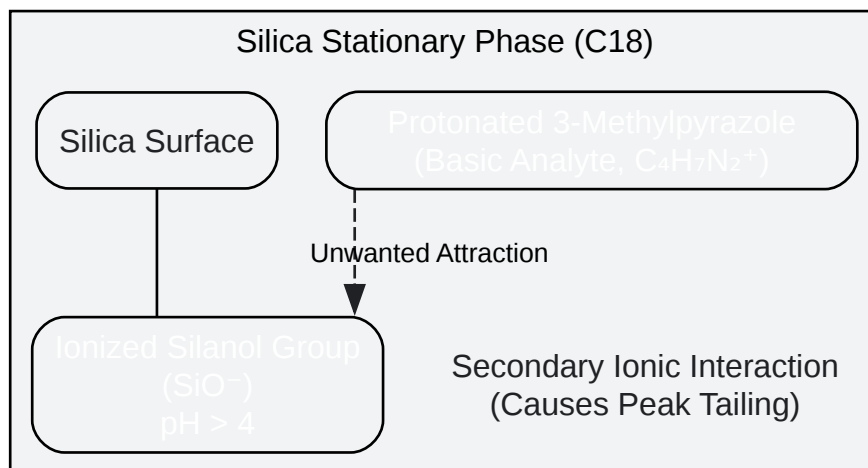 Silica Stationary Phase (C18)
Silica Surface
Protonated 3-Methylpyrazole
(Basic Analyte, C₄H₇N₂⁺)
Unwanted Attraction
Ionized Silanol Group
(SiO⁻)
pH > 4
Secondary Ionic Interaction
(Causes Peak Tailing)